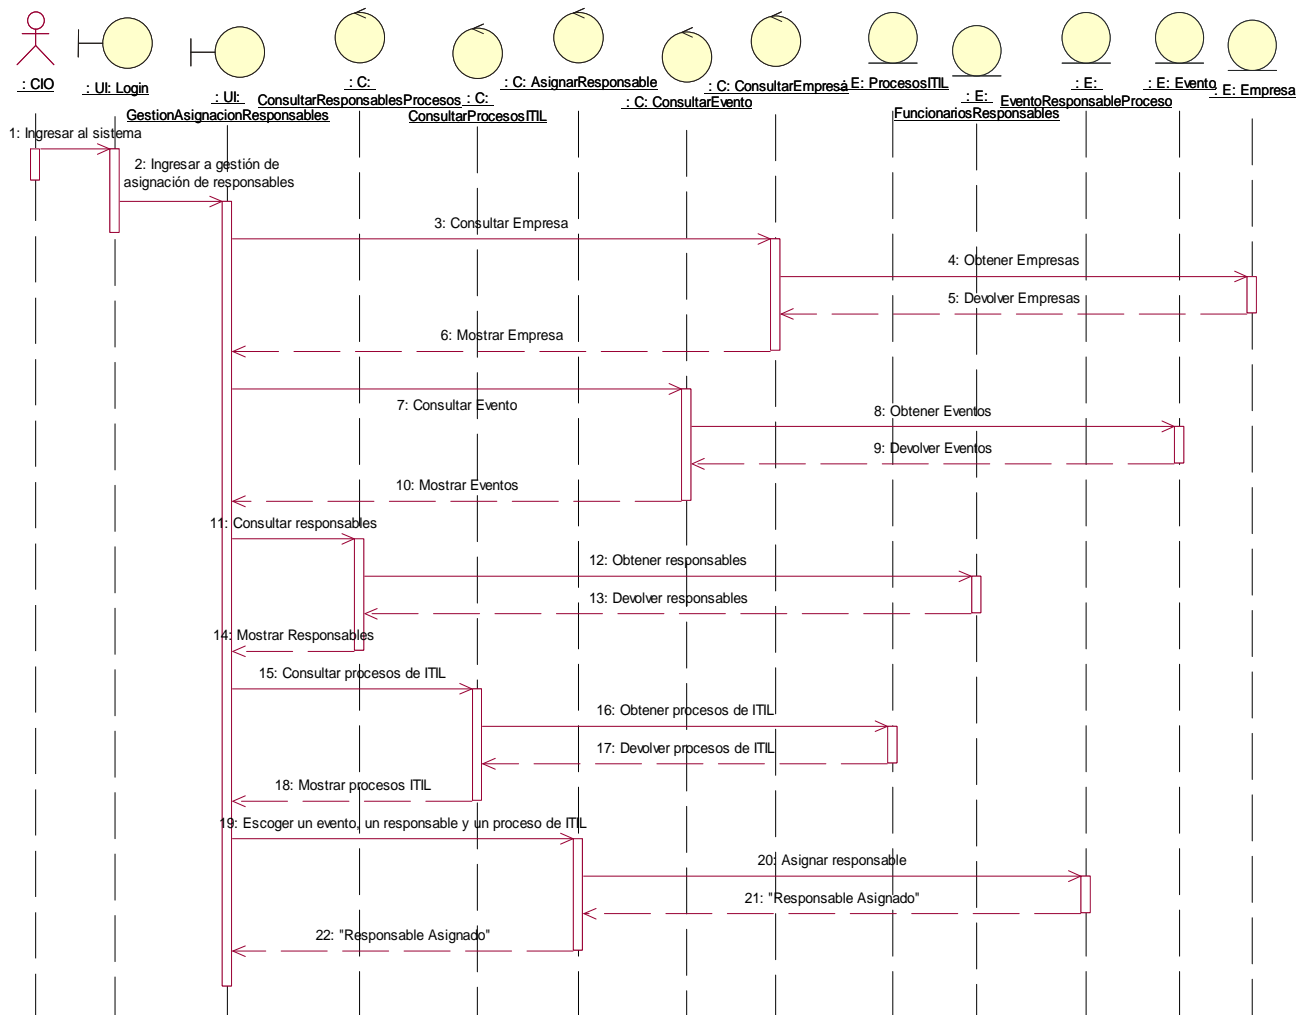 : CIO
: UI: Login
: UI:
GestionAsignacionResponsables
: C:
ConsultarResponsablesProcesos
: C:
ConsultarProcesosITIL
: C: AsignarResponsable
: C: ConsultarEvento
: C: ConsultarEmpresa
: E: ProcesosITIL
: E:
FuncionariosResponsables
: E:
EventoResponsableProceso
: E: Evento
: E: Empresa
1: Ingresar al sistema
2: Ingresar a gestión de
asignación de responsables
3: Consultar Empresa
4: Obtener Empresas
5: Devolver Empresas
6: Mostrar Empresa
7: Consultar Evento
8: Obtener Eventos
9: Devolver Eventos
10: Mostrar Eventos
11: Consultar responsables
12: Obtener responsables
13: Devolver responsables
14: Mostrar Responsables
15: Consultar procesos de ITIL
16: Obtener procesos de ITIL
17: Devolver procesos de ITIL
18: Mostrar procesos ITIL
19: Escoger un evento, un responsable y un proceso de ITIL
20: Asignar responsable
21: "Responsable Asignado"
22: "Responsable Asignado"